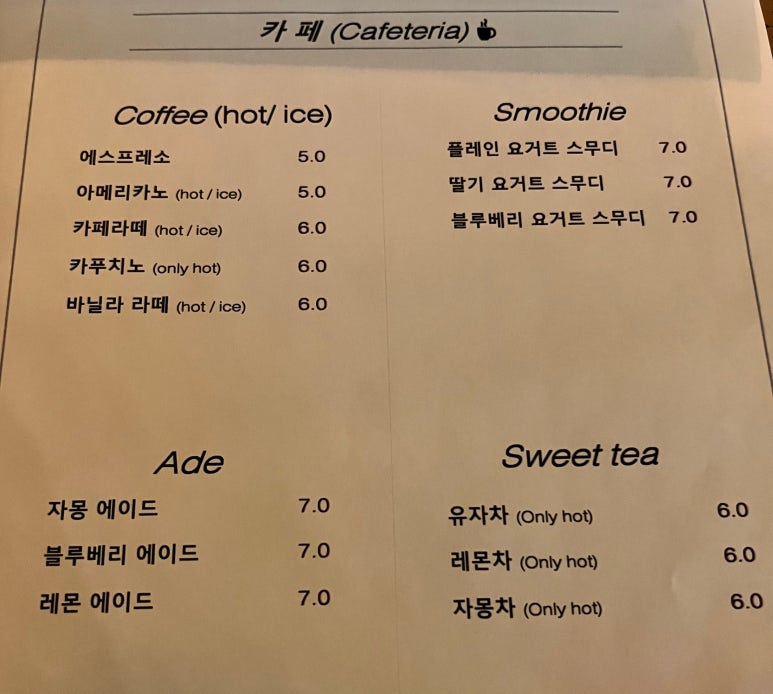 카 페 (Cafeteria)
Coffee (hot/ ice)
에스프레소 5.0
아메리카노 (hot / ice) 5.0
카페라떼 (hot / ice) 6.0
카푸치노 (only hot) 6.0
바닐라 라떼 (hot / ice) 6.0
Smoothie
플레인 요거트 스무디 7.0
딸기 요거트 스무디 7.0
블루베리 요거트 스무디 7.0
Ade
자몽 에이드 7.0
블루베리 에이드 7.0
레몬 에이드 7.0
Sweet tea
유자차 (Only hot) 6.0
레몬차 (Only hot) 6.0
자몽차 (Only hot) 6.0